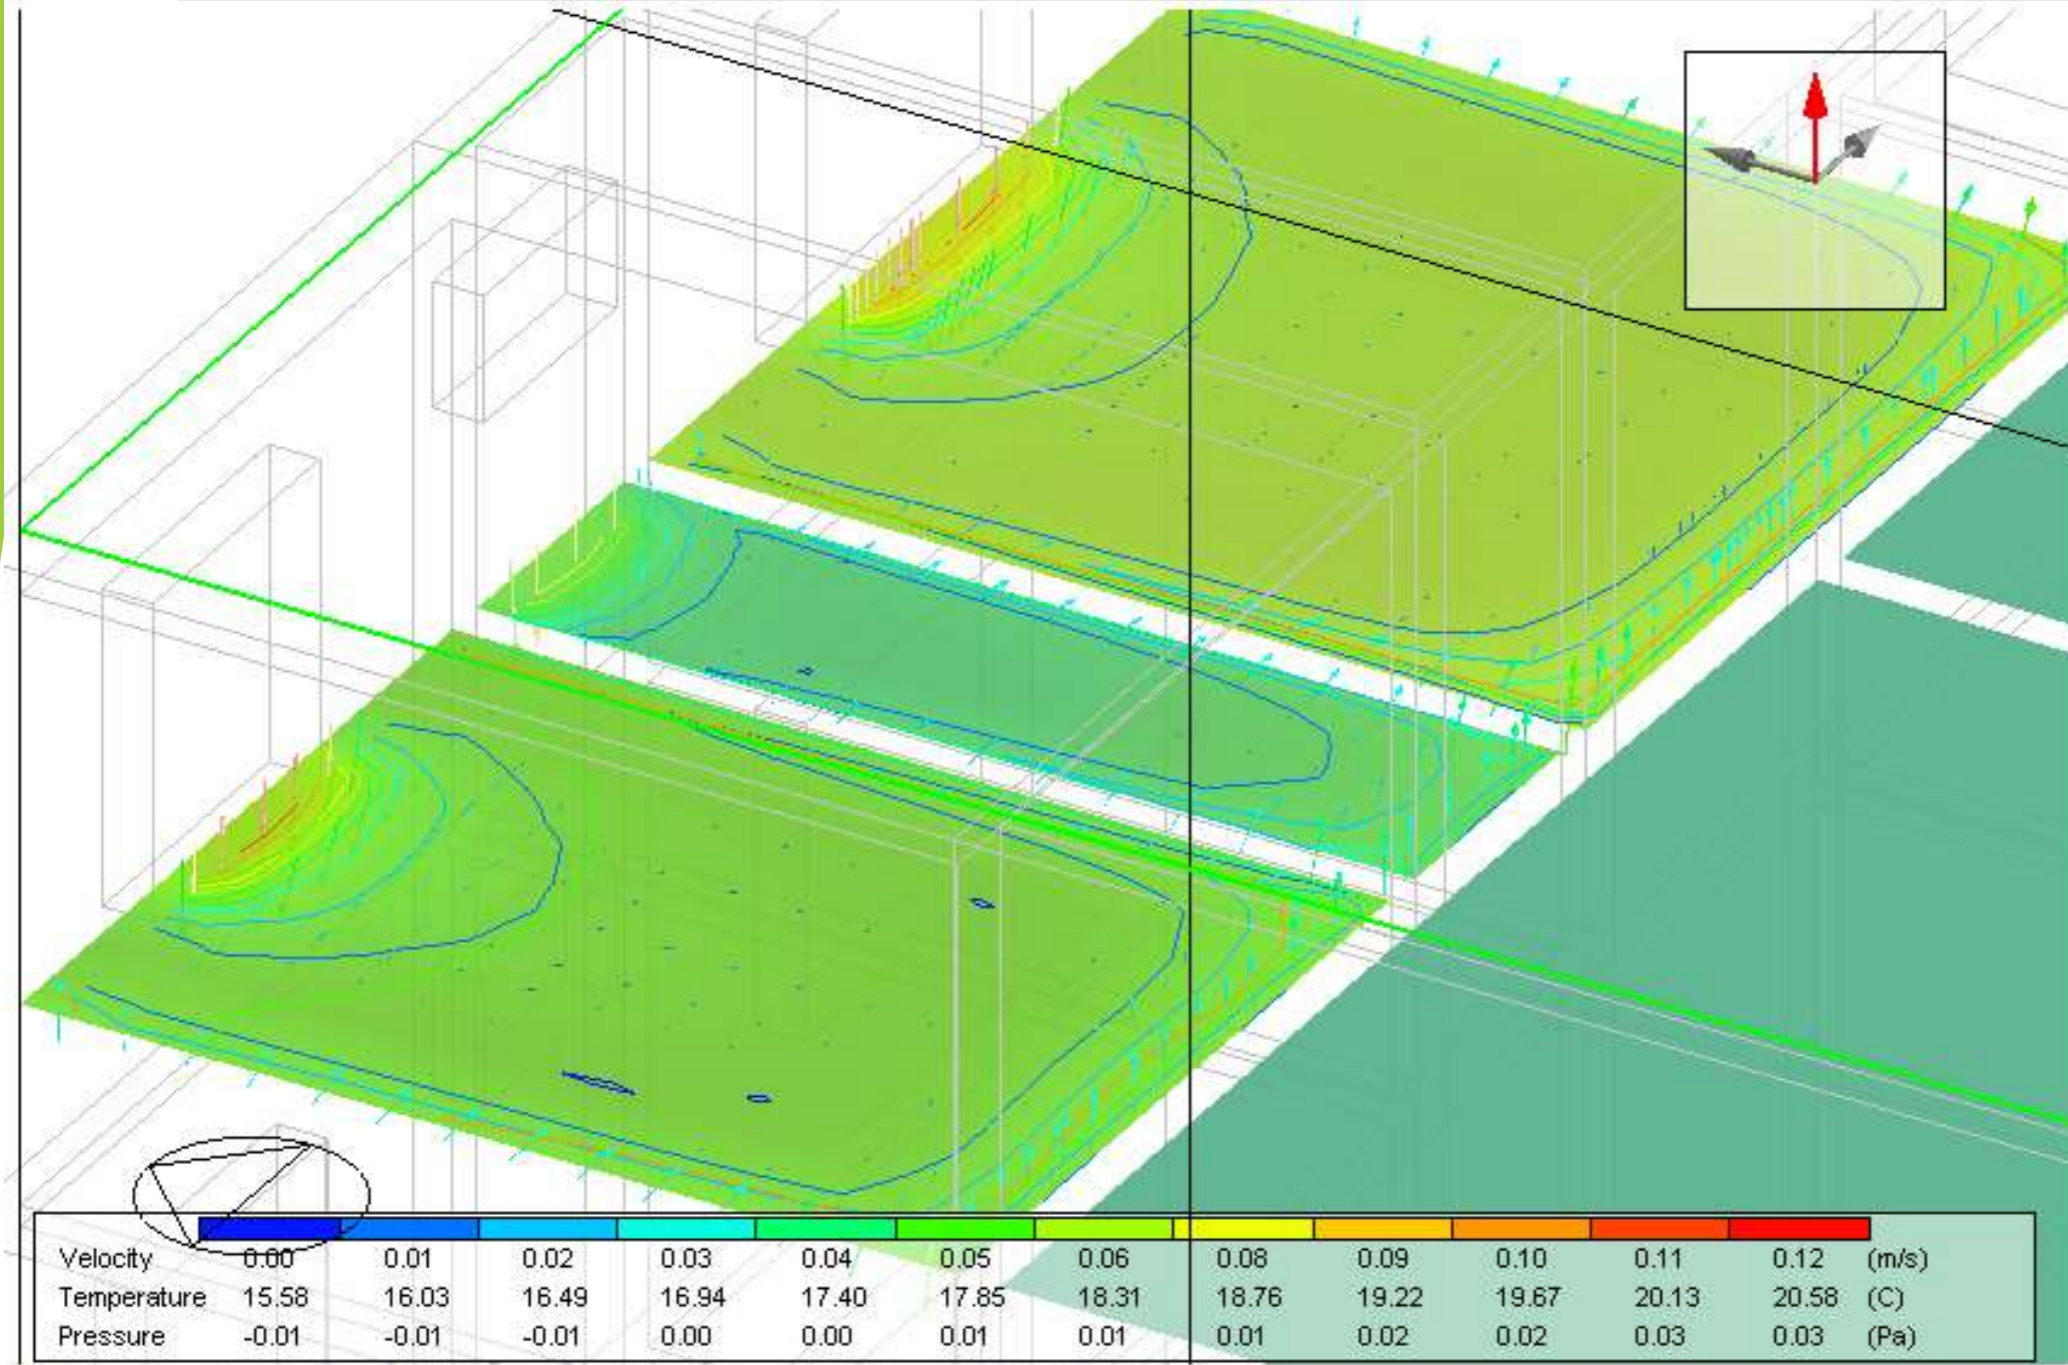 Velocity 0.00 0.01 0.02 0.03 0.04 0.05 0.06 0.08 0.09 0.10 0.11 0.12 (m/s)
Temperature 15.58 16.03 16.49 16.94 17.40 17.85 18.31 18.76 19.22 19.67 20.13 20.58 (C)
Pressure -0.01 -0.01 -0.01 0.00 0.00 0.01 0.01 0.01 0.02 0.02 0.03 0.03 (Pa)